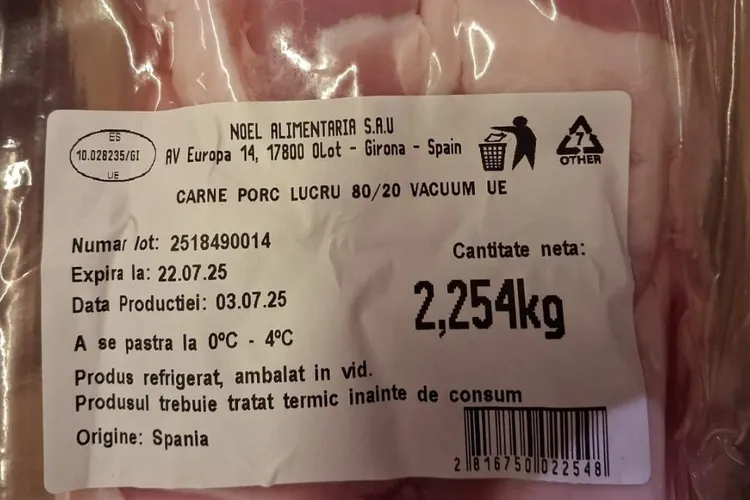 ES
10.028235/GI
UE
NOEL ALIMENTARIA S.A.U
AV Europa 14, 17800 OLot - Girona - Spain
7
OTHER
CARNE PORC LUCRU 80/20 VACUUM UE
Numar lot: 2518490014
Expira la: 22.07.25
Data Productiei: 03.07.25
A se pastra la 0ºC - 4ºC
Cantitate neta:
2,254kg
Produs refrigerat, ambalat in vid.
Produsul trebuie tratat termic inainte de consum
Origine: Spania
2 816750 022548